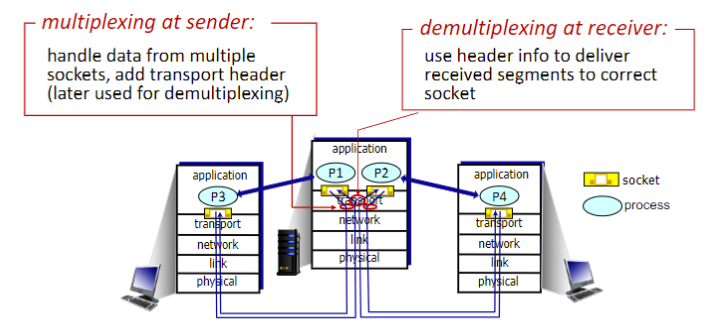 multiplexing at sender:
handle data from multiple
sockets, add transport header
(later used for demultiplexing)
demultiplexing at receiver:
use header info to deliver
received segments to correct
socket
application
P3
transport
network
link
physical
application
P1
P2
transport
network
link
physical
application
P4
transport
network
link
physical
socket
process